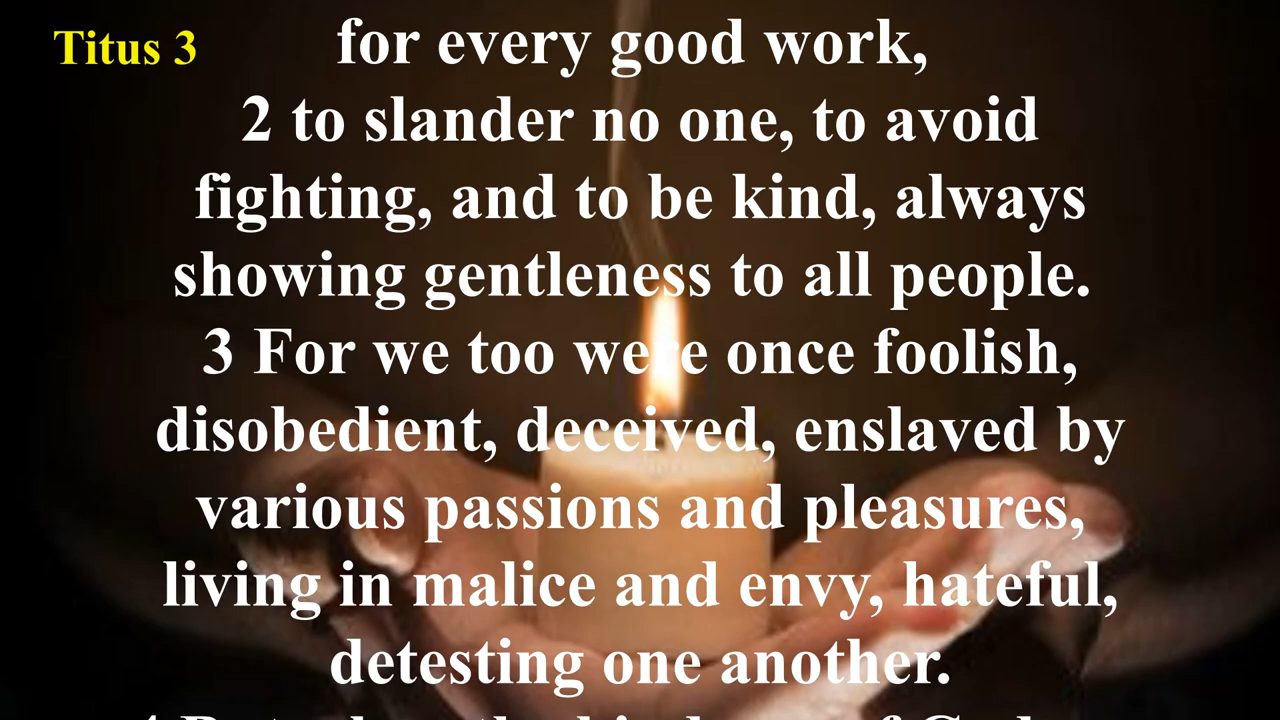 Titus 3
for every good work,
2 to slander no one, to avoid
fighting, and to be kind, always
showing gentleness to all people.
3 For we too were once foolish,
disobedient, deceived, enslaved by
various passions and pleasures,
living in malice and envy, hateful,
detesting one another.